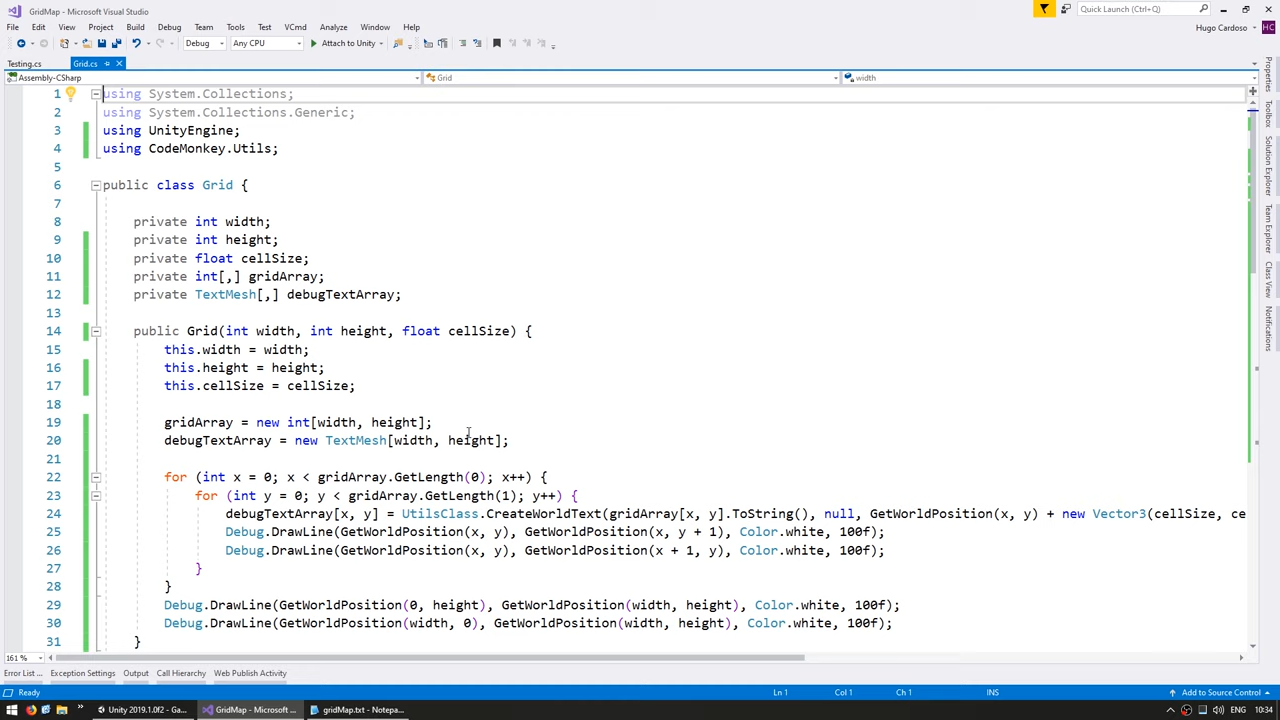 GridMap - Microsoft Visual Studio
Quick Launch (Ctrl+Q)
File Edit View Project Build Debug Team Tools Test VCmd Analyze Window Help
Hugo Cardoso HC
Debug Any CPU Attach to Unity
Testing.cs Grid.cs
Assembly-CSharp Grid width
1 using System.Collections;
2 using System.Collections.Generic;
3 using UnityEngine;
4 using CodeMonkey.Utils;
5
6 public class Grid {
7
8 private int width;
9 private int height;
10 private float cellSize;
11 private int[,] gridArray;
12 private TextMesh[,] debugTextArray;
13
14 public Grid(int width, int height, float cellSize) {
15 this.width = width;
16 this.height = height;
17 this.cellSize = cellSize;
18
19 gridArray = new int[width, height];
20 debugTextArray = new TextMesh[width, height];
21
22 for (int x = 0; x < gridArray.GetLength(0); x++) {
23 for (int y = 0; y < gridArray.GetLength(1); y++) {
24 debugTextArray[x, y] = UtilsClass.CreateWorldText(gridArray[x, y].ToString(), null, GetWorldPosition(x, y) + new Vector3(cellSize, ce
25 Debug.DrawLine(GetWorldPosition(x, y), GetWorldPosition(x, y + 1), Color.white, 100f);
26 Debug.DrawLine(GetWorldPosition(x, y), GetWorldPosition(x + 1, y), Color.white, 100f);
27 }
28 }
29 Debug.DrawLine(GetWorldPosition(0, height), GetWorldPosition(width, height), Color.white, 100f);
30 Debug.DrawLine(GetWorldPosition(width, 0), GetWorldPosition(width, height), Color.white, 100f);
31 }
Properties
Toolbox
Solution Explorer
Team Explorer
Class View
Notifications
161 %
Error List ... Exception Settings Output Call Hierarchy Web Publish Activity
Ready Ln 1 Col 1 Ch 1 INS Add to Source Control
Unity 2019.1.0f2 - Ga... GridMap - Microsoft ... gridMap.txt - Notepa... ENG 10:34